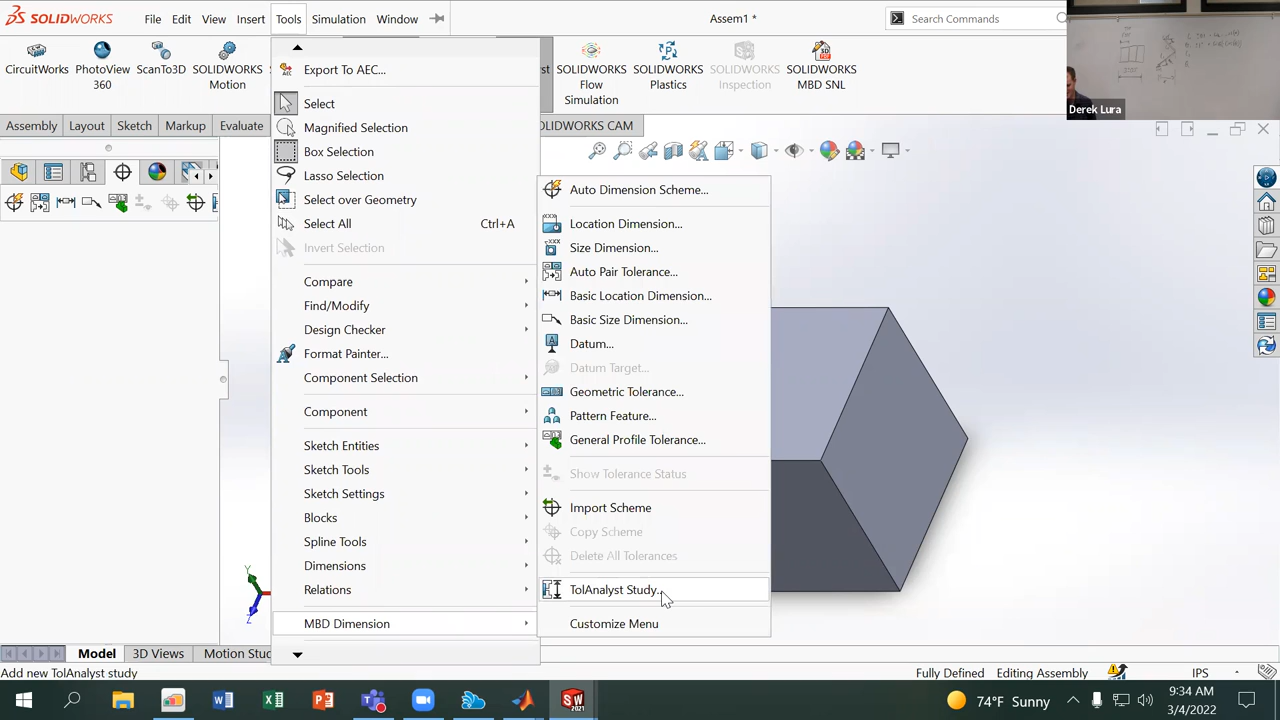 SOLIDWORKS
File Edit View Insert Tools Simulation Window
Assem1 *
Search Commands
CircuitWorks
PhotoView 360
ScanTo3D
SOLIDWORKS Motion
SOLIDWORKS Flow Simulation
SOLIDWORKS Plastics
SOLIDWORKS Inspection
SOLIDWORKS MBD SNL
Derek Lura
Assembly Layout Sketch Markup Evaluate
OLIDWORKS CAM
Export To AEC...
Select
Magnified Selection
Box Selection
Lasso Selection
Select over Geometry
Select All Ctrl+A
Invert Selection
Compare
Find/Modify
Design Checker
Format Painter...
Component Selection
Component
Sketch Entities
Sketch Tools
Sketch Settings
Blocks
Spline Tools
Dimensions
Relations
MBD Dimension
Auto Dimension Scheme...
Location Dimension...
Size Dimension...
Auto Pair Tolerance...
Basic Location Dimension...
Basic Size Dimension...
Datum...
Datum Target...
Geometric Tolerance...
Pattern Feature...
General Profile Tolerance...
Show Tolerance Status
Import Scheme
Copy Scheme
Delete All Tolerances
TolAnalyst Study...
Customize Menu
Model 3D Views Motion Stud
Add new TolAnalyst study
Fully Defined Editing Assembly IPS
74°F Sunny
9:34 AM
3/4/2022